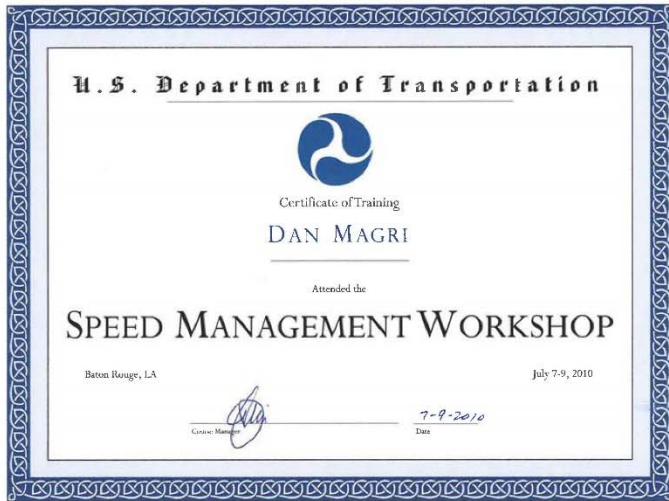 U.S. Department of Transportation
Certificate of Training
DAN MAGRI
Attended the
SPEED MANAGEMENT WORKSHOP
Baton Rouge, LA July 7-9, 2010
7-9-2010
Course Manager Date